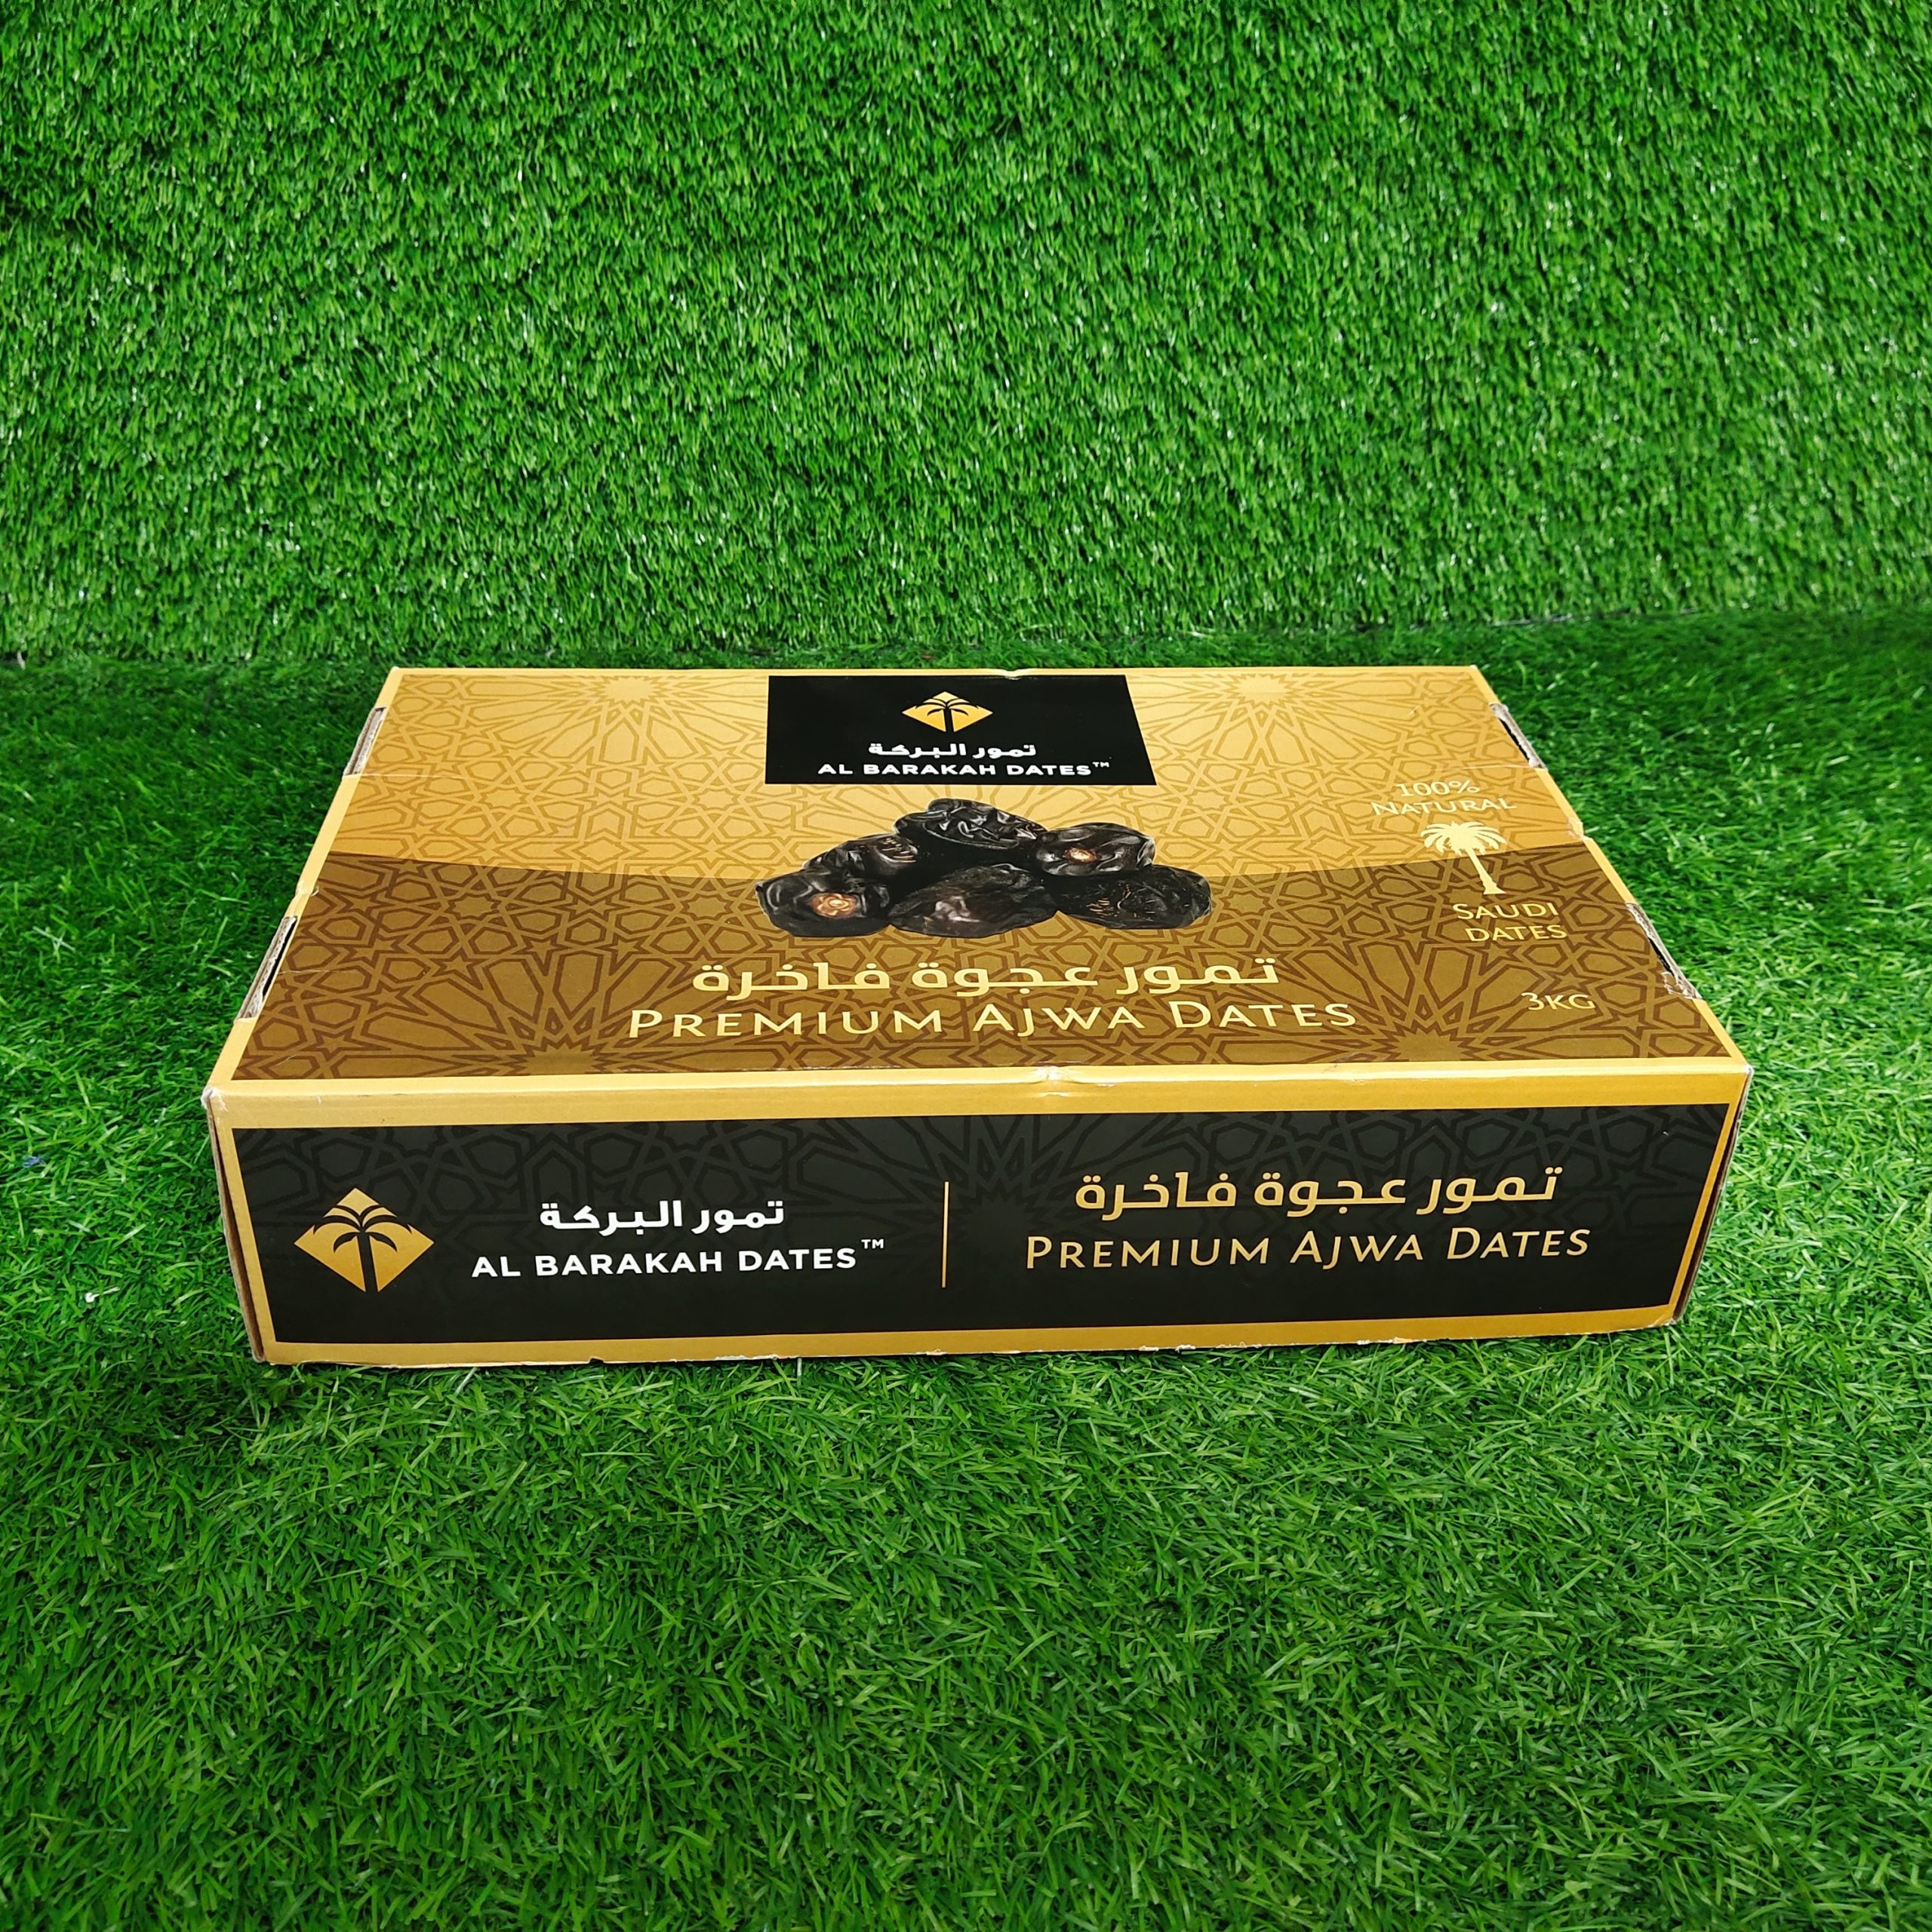 تمور البركة
AL BARAKAH DATES™
100%
NATURAL
SAUDI
DATES
تمور عجوة فاخرة
PREMIUM AJWA DATES
3KG
تمور البركة
AL BARAKAH DATES™
تمور عجوة فاخرة
PREMIUM AJWA DATES